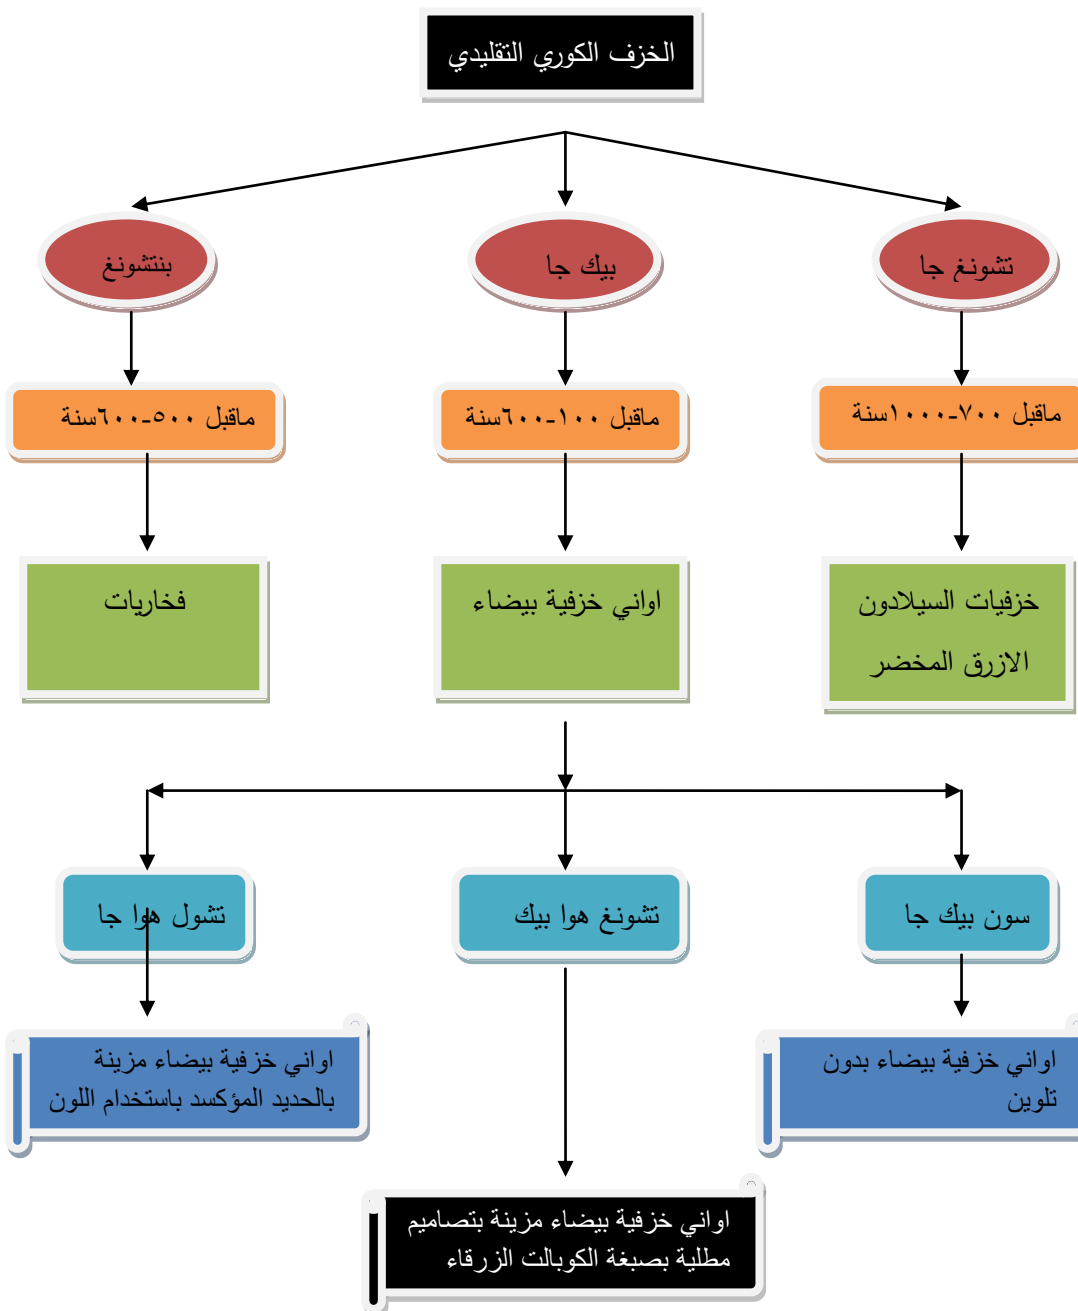 الخزف الكوري التقليدي
تشونغ جا
بيك جا
بنتشونغ
ماقبل ٧٠٠-١٠٠٠سنة
ماقبل ١٠٠-٦٠٠سنة
ماقبل ٥٠٠-٦٠٠سنة
خزفيات السيلادون
الازرق المخضر
اواني خزفية بيضاء
فخاريات
سون بيك جا
تشونغ هوا بيك
تشول هوا جا
اواني خزفية بيضاء بدون
تلوين
اواني خزفية بيضاء مزينة
بالحديد المؤكسد باستخدام اللون
اواني خزفية بيضاء مزينة بتصاميم
مطلية بصبغة الكوبالت الزرقاء